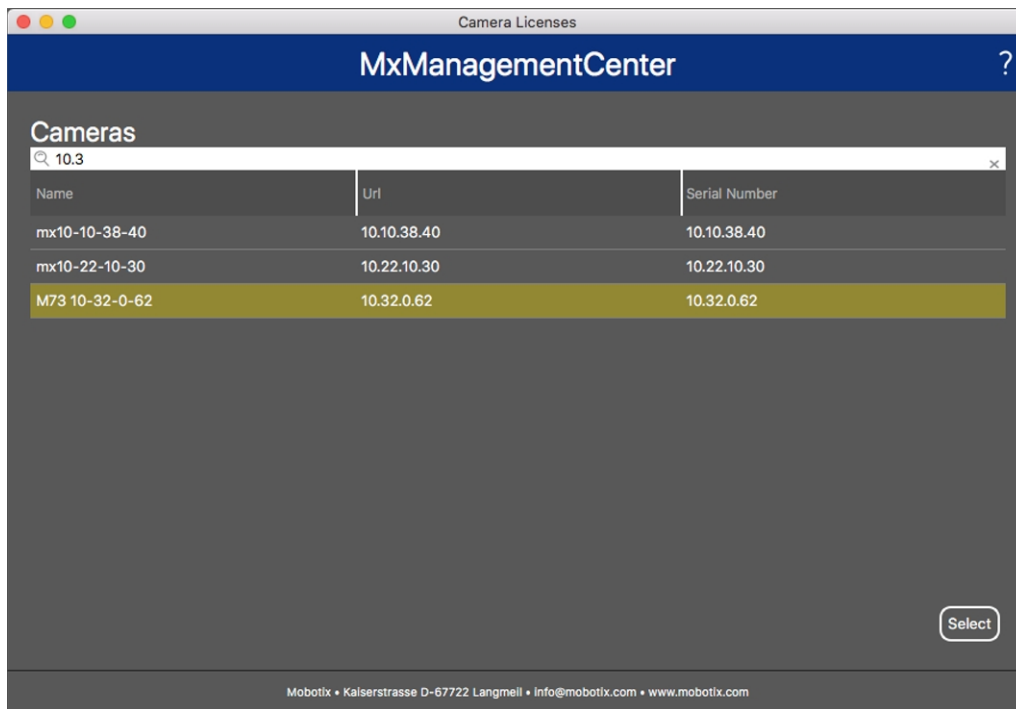 Camera Licenses
MxManagementCenter ?
Cameras
10.3 ×
Name Url Serial Number
mx10-10-38-40 10.10.38.40 10.10.38.40
mx10-22-10-30 10.22.10.30 10.22.10.30
M73 10-32-0-62 10.32.0.62 10.32.0.62
Select
Mobotix • Kaiserstrasse D-67722 Langmeil • info@mobotix.com • www.mobotix.com